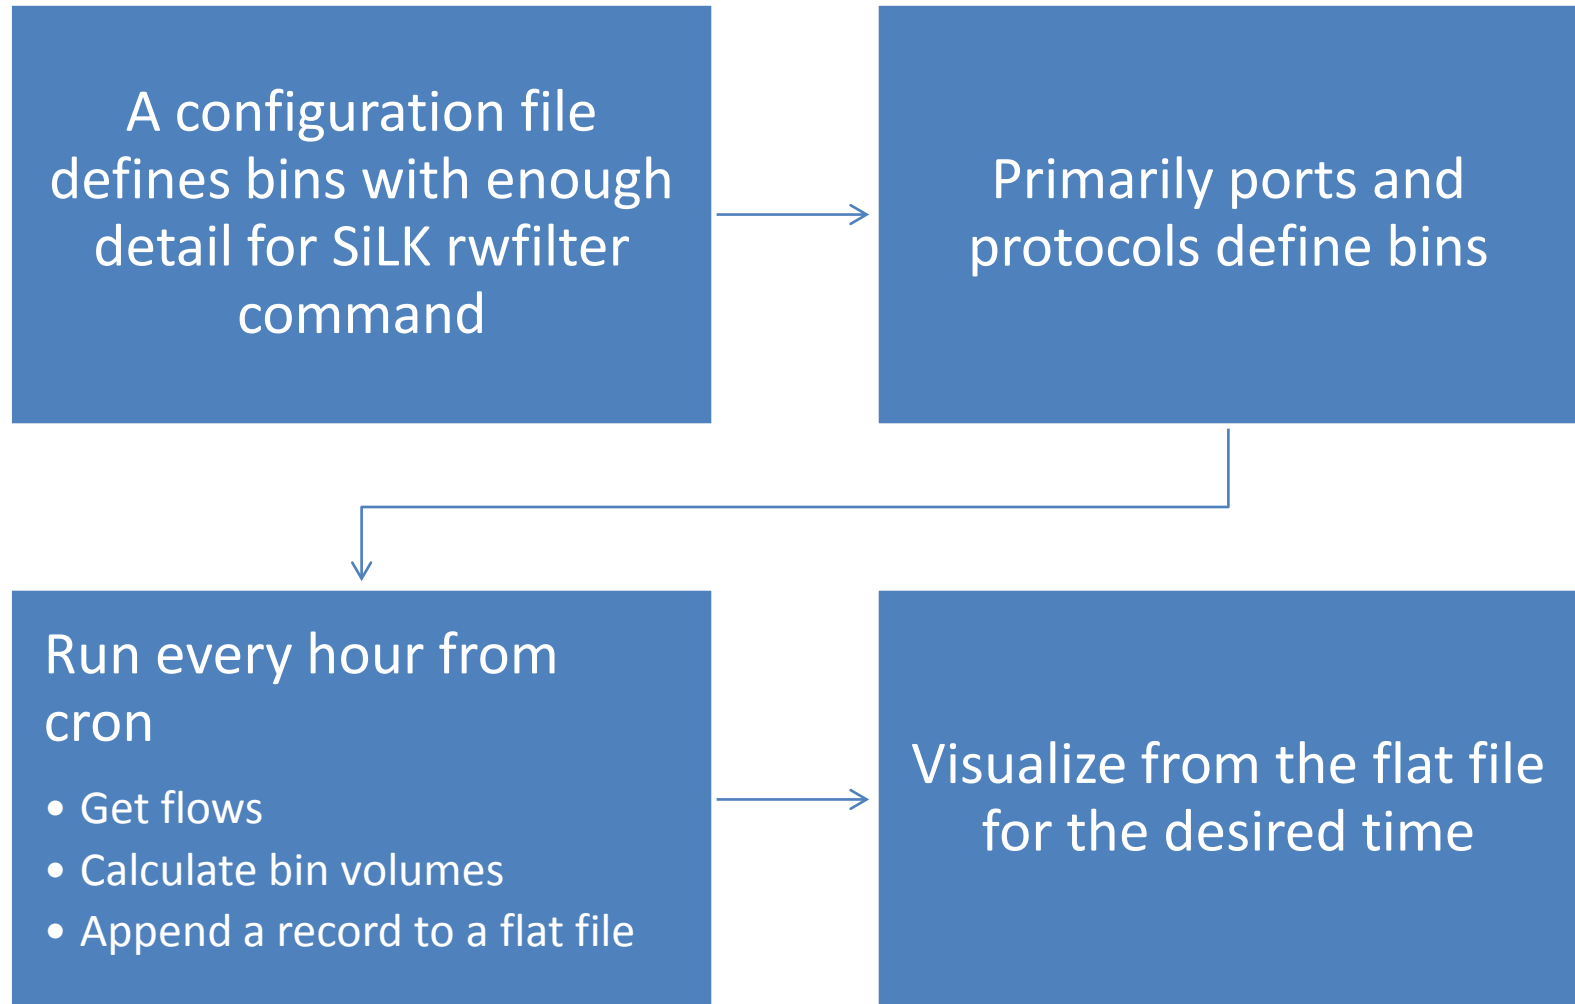 A configuration file
defines bins with enough
detail for SiLK rwfilter
command
Primarily ports and
protocols define bins
Run every hour from
cron
• Get flows
• Calculate bin volumes
• Append a record to a flat file
Visualize from the flat file
for the desired time